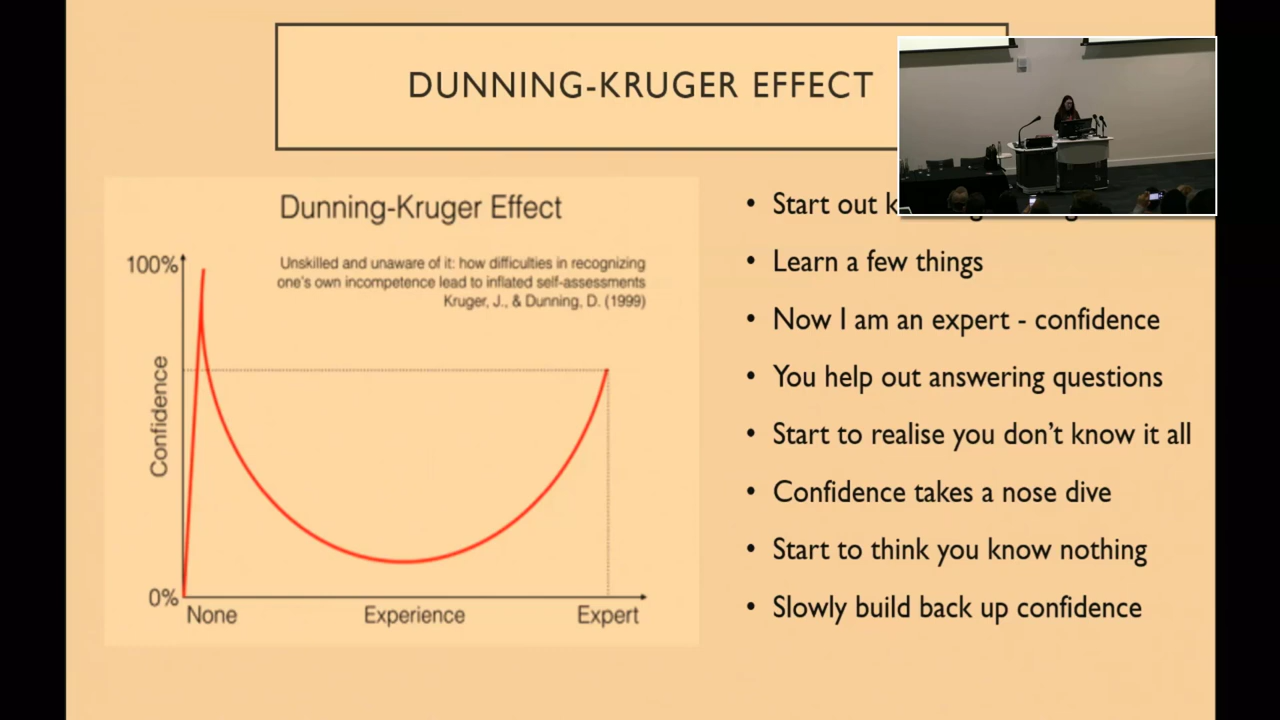 DUNNING-KRUGER EFFECT
Dunning-Kruger Effect
Unskilled and unaware of it: how difficulties in recognizing
one's own incompetence lead to inflated self-assessments
Kruger, J., & Dunning, D. (1999)
100%
Confidence
0%
None
Experience
Expert
• Start out
• Learn a few things
• Now I am an expert - confidence
• You help out answering questions
• Start to realise you don't know it all
• Confidence takes a nose dive
• Start to think you know nothing
• Slowly build back up confidence